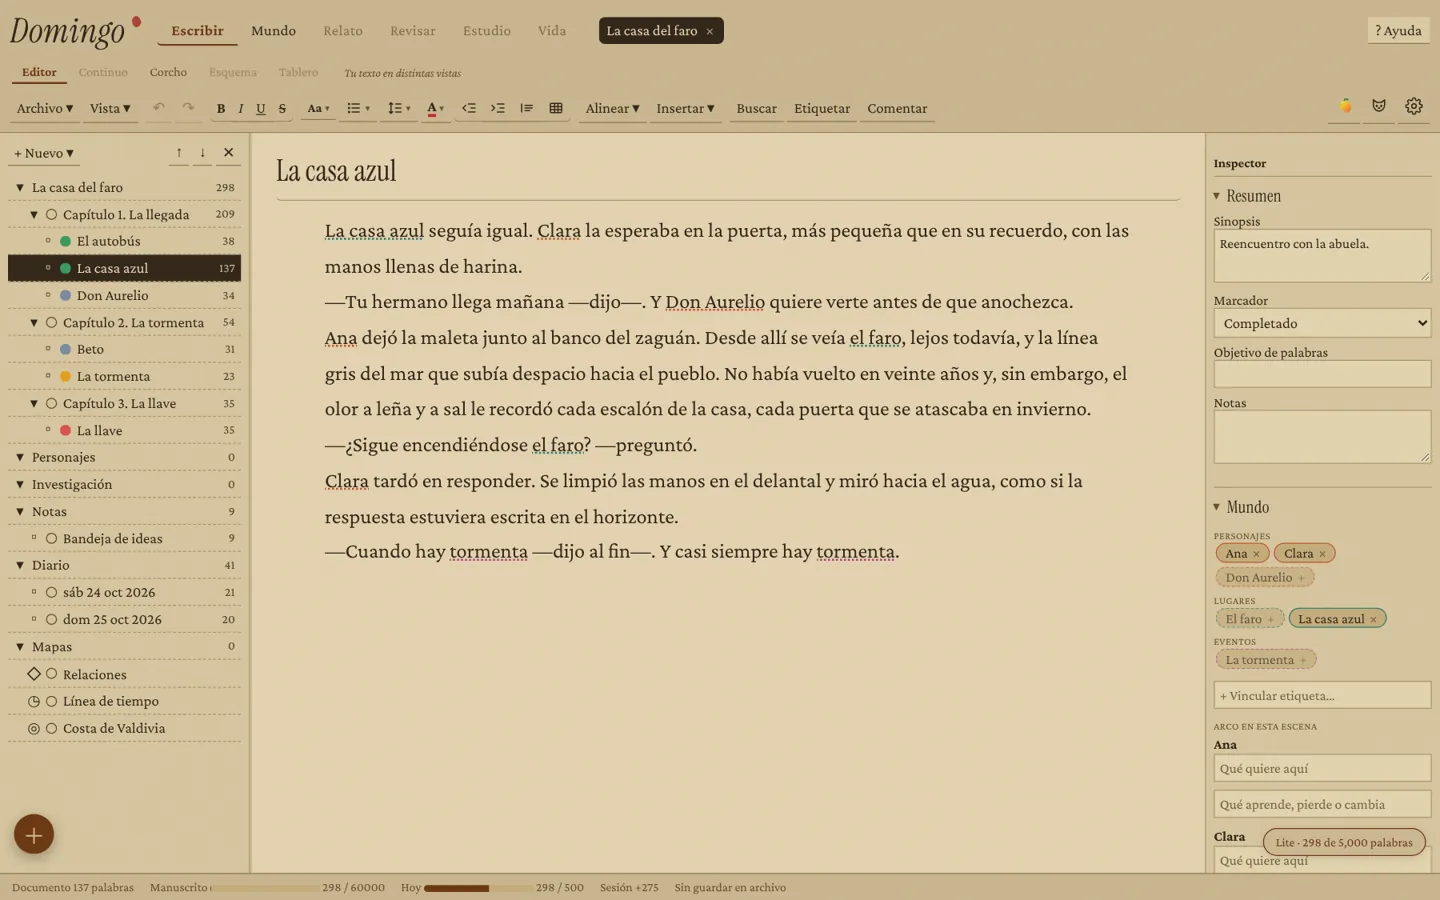 Domingo
Escribir Mundo Relato Revisar Estudio Vida La casa del faro ×
? Ayuda
Editor Continuo Corcho Esquema Tablero Tu texto en distintas vistas
Archivo ▾ Vista ▾ B I U S Aa A Alinear ▾ Insertar ▾ Buscar Etiquetar Comentar
+ Nuevo ▾ ↑ ↓ ✕
La casa del faro 298
Capítulo 1. La llegada 209
El autobús 38
La casa azul 137
Don Aurelio 34
Capítulo 2. La tormenta 54
Beto 31
La tormenta 23
Capítulo 3. La llave 35
La llave 35
Personajes 0
Investigación 0
Notas 9
Bandeja de ideas 9
Diario 41
sáb 24 oct 2026 21
dom 25 oct 2026 20
Mapas 0
Relaciones
Línea de tiempo
Costa de Valdivia
+
La casa azul
La casa azul seguía igual. Clara la esperaba en la puerta, más pequeña que en su recuerdo, con las
manos llenas de harina.
—Tu hermano llega mañana —dijo—. Y Don Aurelio quiere verte antes de que anochezca.
Ana dejó la maleta junto al banco del zaguán. Desde allí se veía el faro, lejos todavía, y la línea
gris del mar que subía despacio hacia el pueblo. No había vuelto en veinte años y, sin embargo, el
olor a leña y a sal le recordó cada escalón de la casa, cada puerta que se atascaba en invierno.
—¿Sigue encendiéndose el faro? —preguntó.
Clara tardó en responder. Se limpió las manos en el delantal y miró hacia el agua, como si la
respuesta estuviera escrita en el horizonte.
—Cuando hay tormenta —dijo al fin—. Y casi siempre hay tormenta.
Inspector
Resumen
Sinopsis
Reencuentro con la abuela.
Marcador
Completado
Objetivo de palabras
Notas
Mundo
PERSONAJES
Ana × Clara ×
Don Aurelio +
LUGARES
El faro + La casa azul ×
EVENTOS
La tormenta +
+ Vincular etiqueta...
ARCO EN ESTA ESCENA
Ana
Qué quiere aquí
Qué aprende, pierde o cambia
Clara
Lite · 298 de 5,000 palabras
Qué quiere aquí
Documento 137 palabras Manuscrito 298 / 60000 Hoy 298 / 500 Sesión +275 Sin guardar en archivo